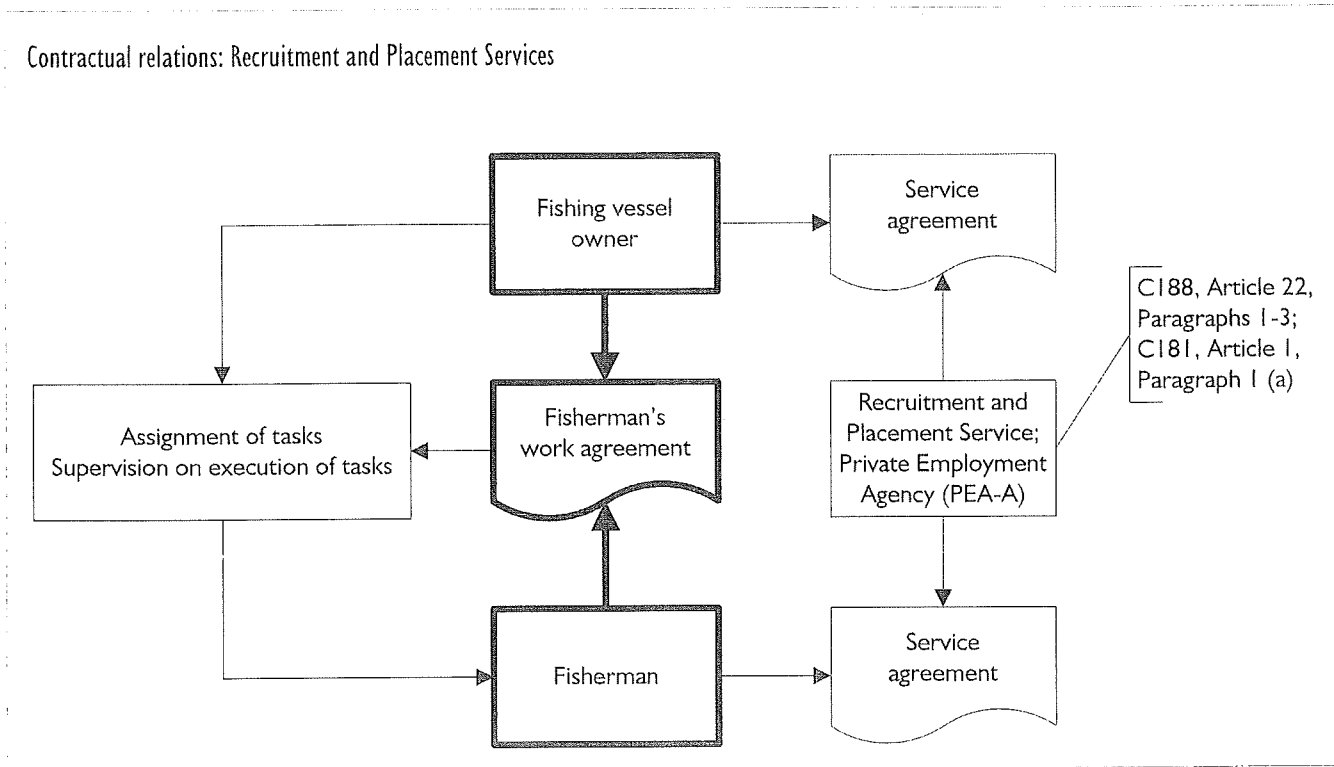 Contractual relations: Recruitment and Placement Services
Fishing vessel
owner
Service
agreement
C188, Article 22,
Paragraphs 1-3;
C181, Article 1,
Paragraph 1 (a)
Assignment of tasks
Supervision on execution of tasks
Fisherman's
work agreement
Recruitment and
Placement Service;
Private Employment
Agency (PEA-A)
Fisherman
Service
agreement